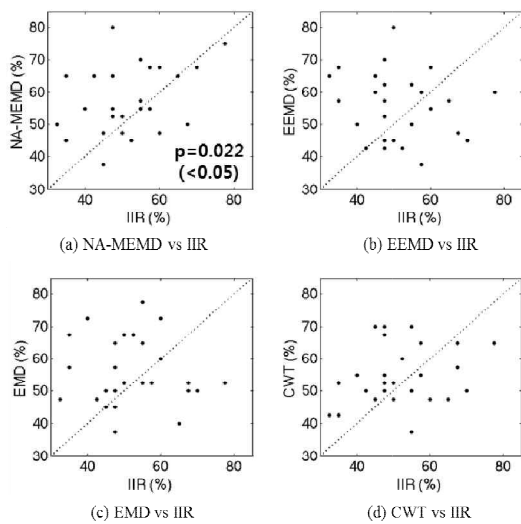 80
70
60
50
40
30
NA-MEMD (%)
p=0.022
(<0.05)
40 60 80
IIR (%)
(a) NA-MEMD vs IIR
80
70
60
50
40
30
EEMD (%)
40 60 80
IIR (%)
(b) EEMD vs IIR
80
70
60
50
40
30
EMD (%)
40 60 80
IIR (%)
(c) EMD vs IIR
80
70
60
50
40
30
CWT (%)
40 60 80
IIR (%)
(d) CWT vs IIR